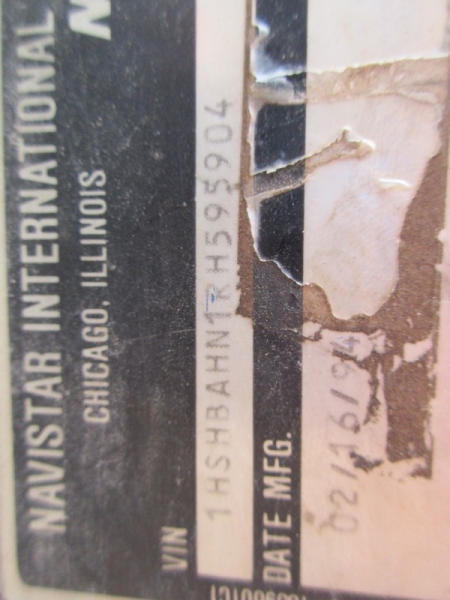 NAVISTAR INTERNATIONAL
CHICAGO, ILLINOIS
VIN
1HSHBAHN1RH595904
DATE MFG.
02/16/94